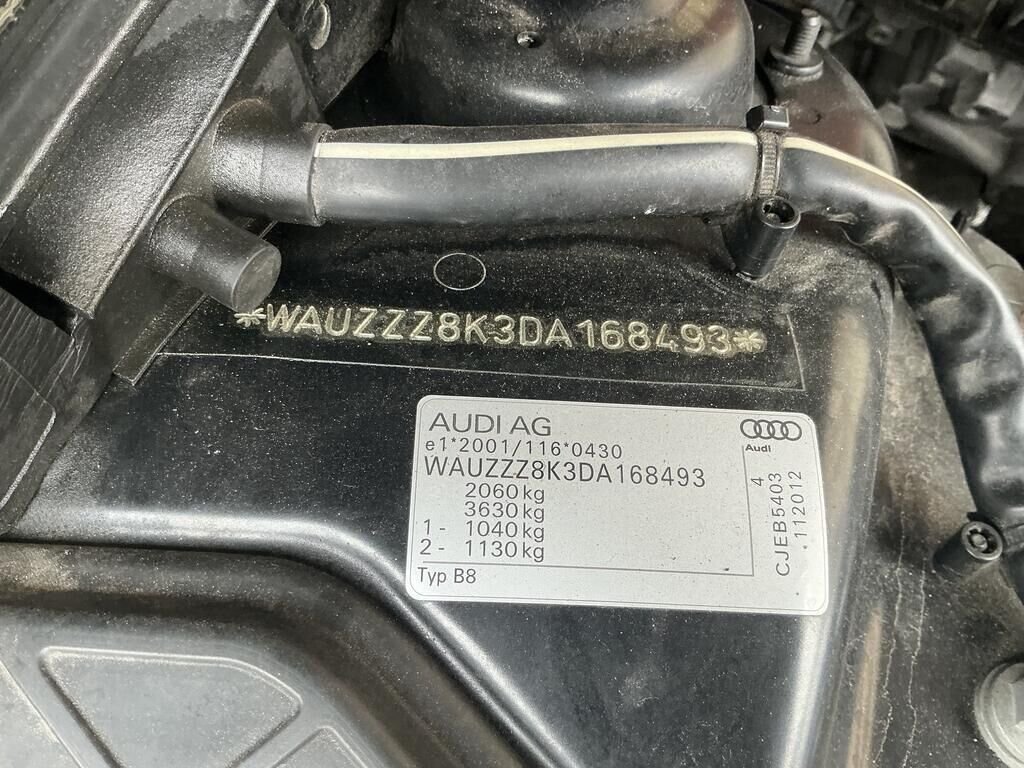 *WAUZZZ8K3DA168493*
AUDI AG
Audi
e1*2001/116*0430
WAUZZZ8K3DA168493
2060kg
3630kg
1- 1040kg
2- 1130kg
Typ B8
4
CJEB5403
.112012